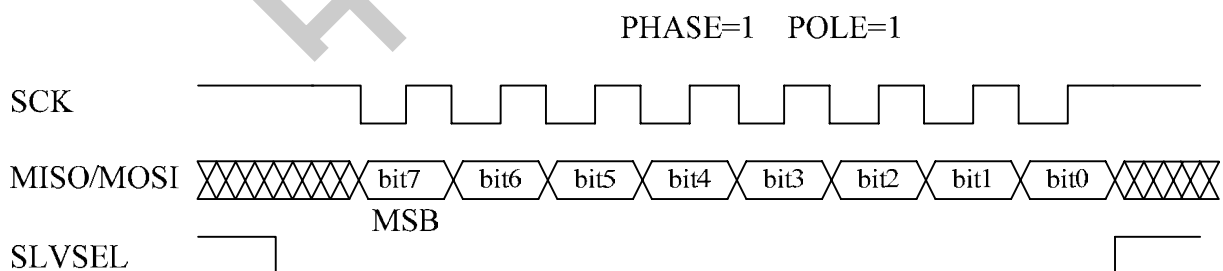 PHASE=1 POLE=1
SCK
MISO/MOSI bit7 bit6 bit5 bit4 bit3 bit2 bit1 bit0
MSB
SLVSEL